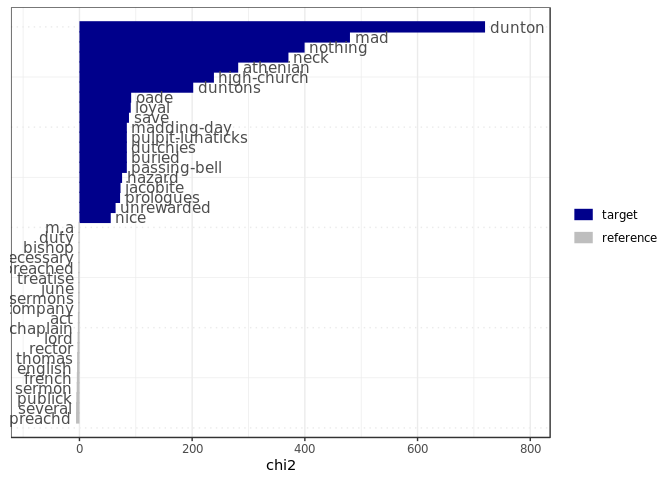 dunton
mad
nothing
neck
athenian
high-church
duntons
oade
loyal
save
madding-day
pulpit-lunaticks
dutchies
buried
passing-bell
hazard
jacobite
prologues
unrewarded
nice
m.a
duty
bishop
ecessary
preached
treatise
june
sermons
company
act
chaplain
lord
rector
thomas
english
french
sermon
publick
several
preachd
0 200 400 600 800
chi2
target
reference